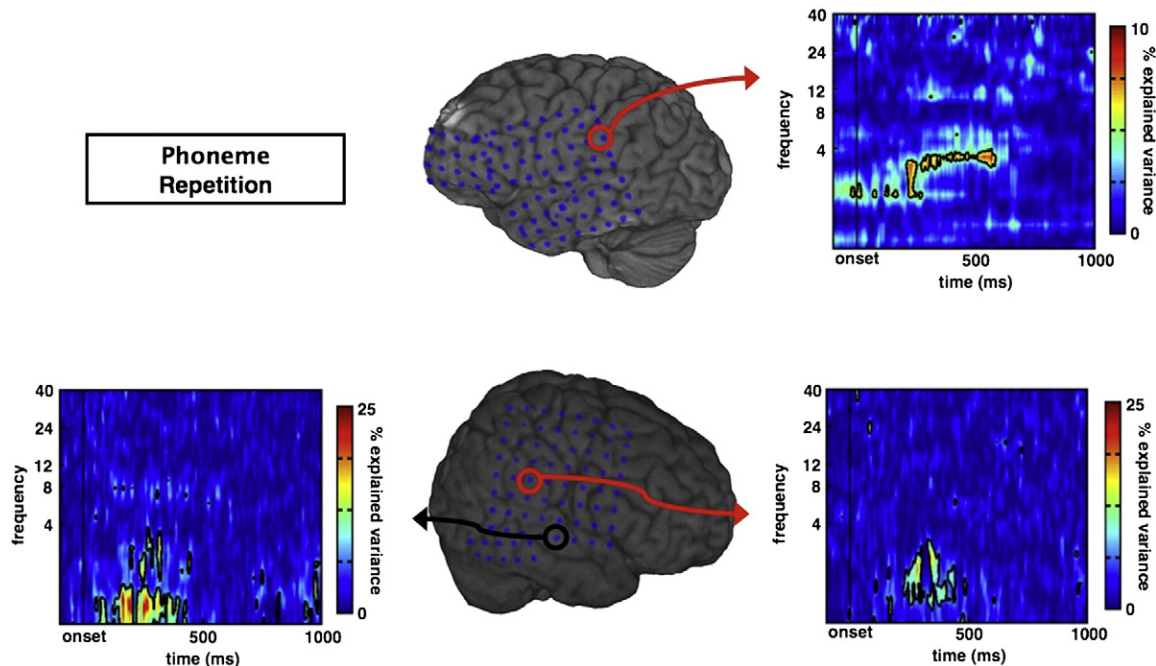 Phoneme
Repetition
40
24
12
8
4
frequency
onset
500
1000
time (ms)
10
0
% explained variance
40
24
12
8
4
frequency
onset
500
1000
time (ms)
25
0
% explained variance
40
24
12
8
4
frequency
onset
500
1000
time (ms)
25
0
% explained variance